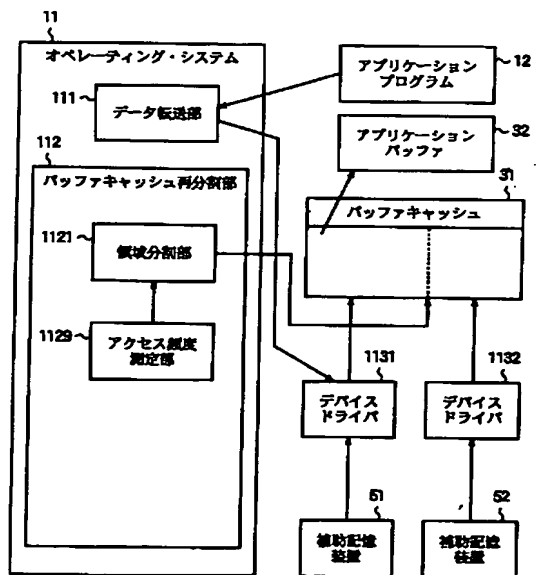 11
オペレーティング・システム
111
データ転送部
12
アプリケーション
プログラム
32
アプリケーション
バッファ
112
バッファキャッシュ再分割部
31
バッファキャッシュ
1121
領域分割部
1129
アクセス頻度
測定部
1131
デバイス
ドライバ
1132
デバイス
ドライバ
51
補助記憶
装置
52
補助記憶
装置